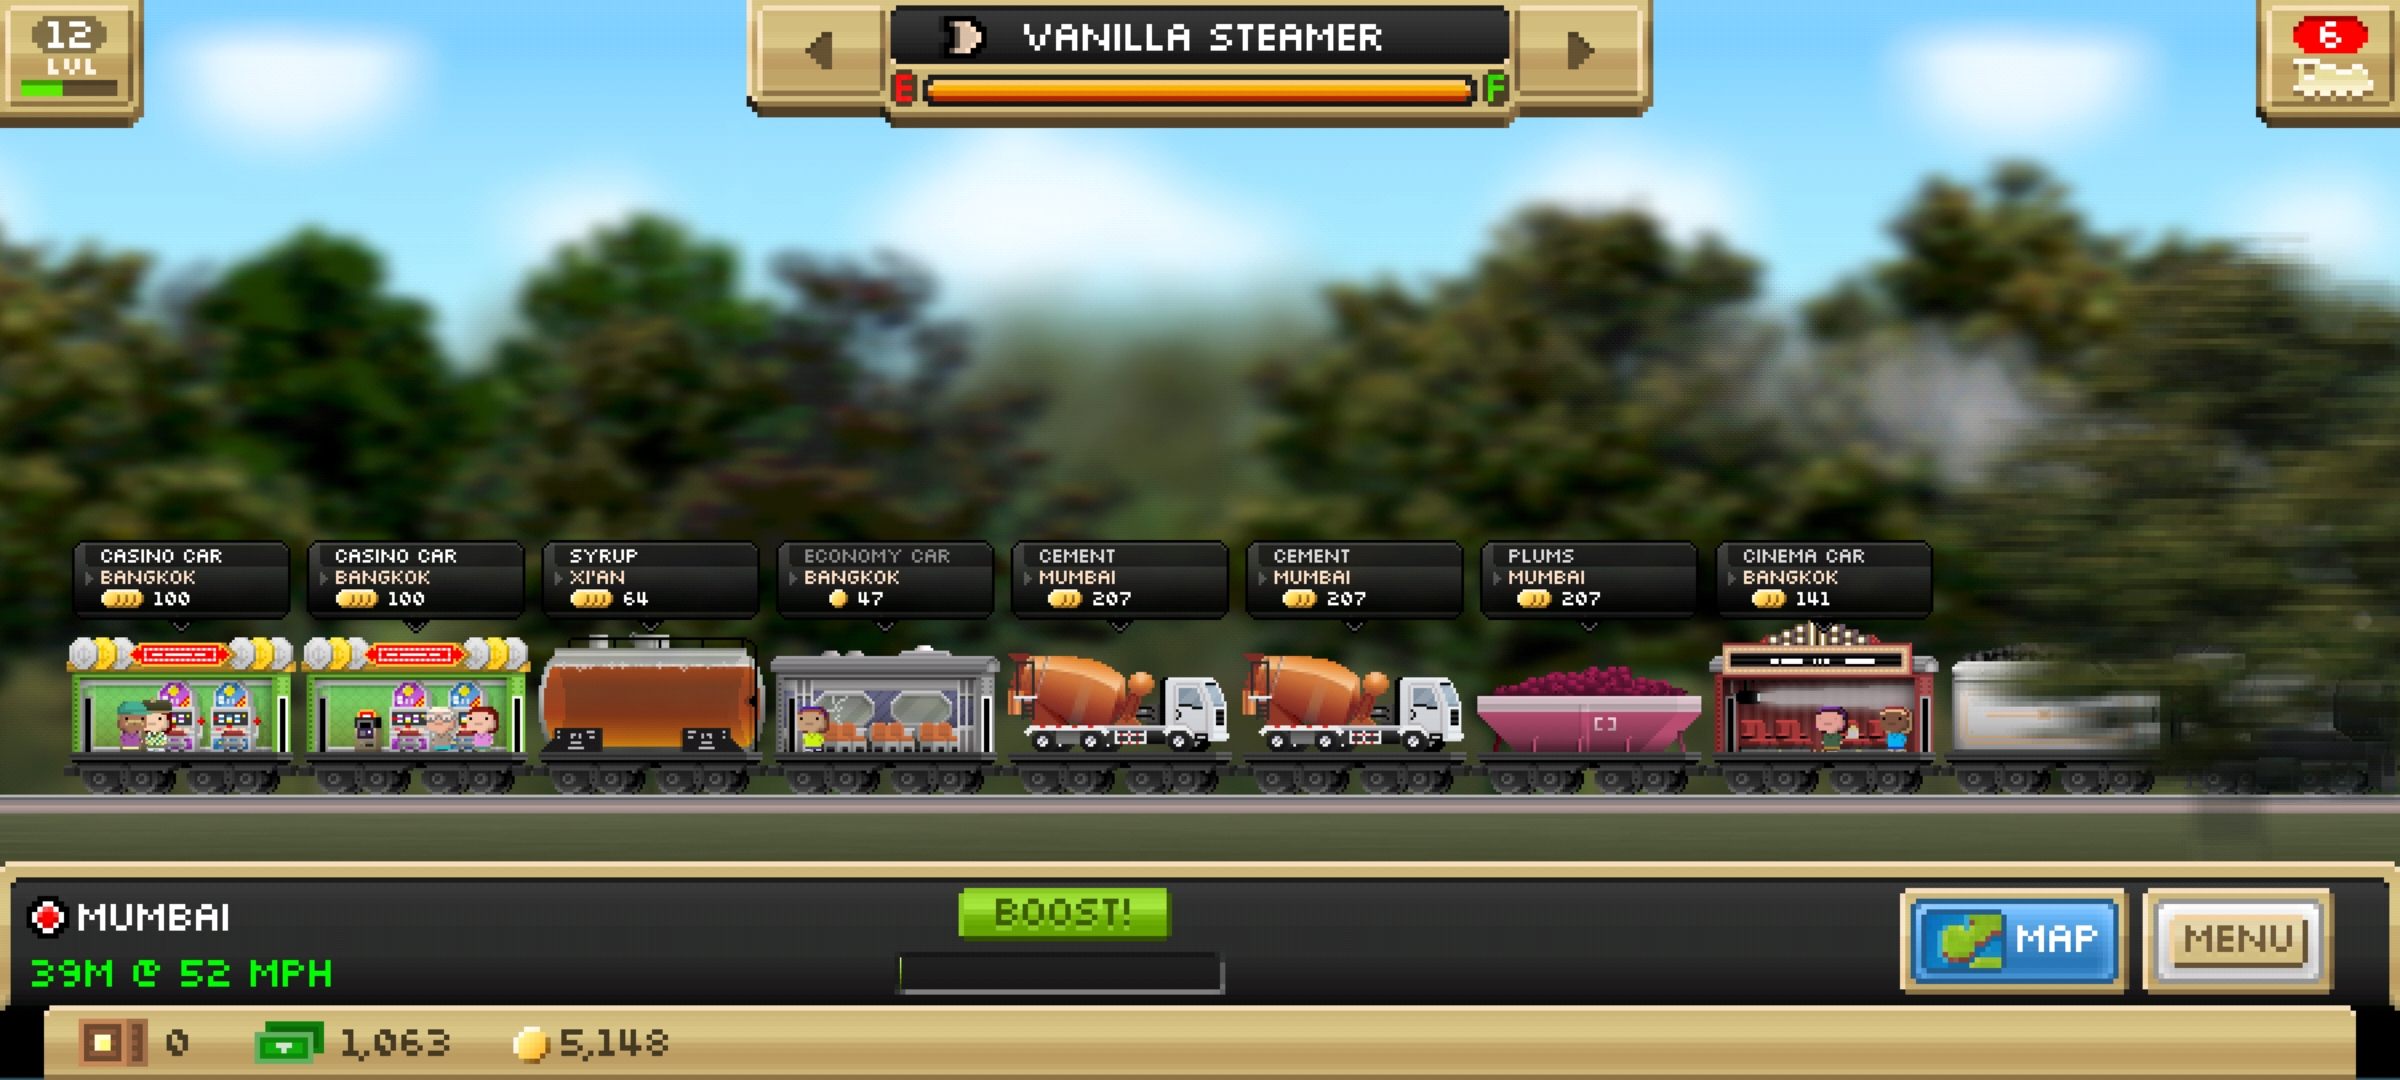 12
LVL
VANILLA STEAMER
E F
6
CASINO CAR
BANGKOK
100
CASINO CAR
BANGKOK
100
SYRUP
XI'AN
64
ECONOMY CAR
BANGKOK
47
CEMENT
MUMBAI
207
CEMENT
MUMBAI
207
PLUMS
MUMBAI
207
CINEMA CAR
BANGKOK
141
MUMBAI
39M @ 52 MPH
BOOST!
MAP
MENU
0
1,063
5,148